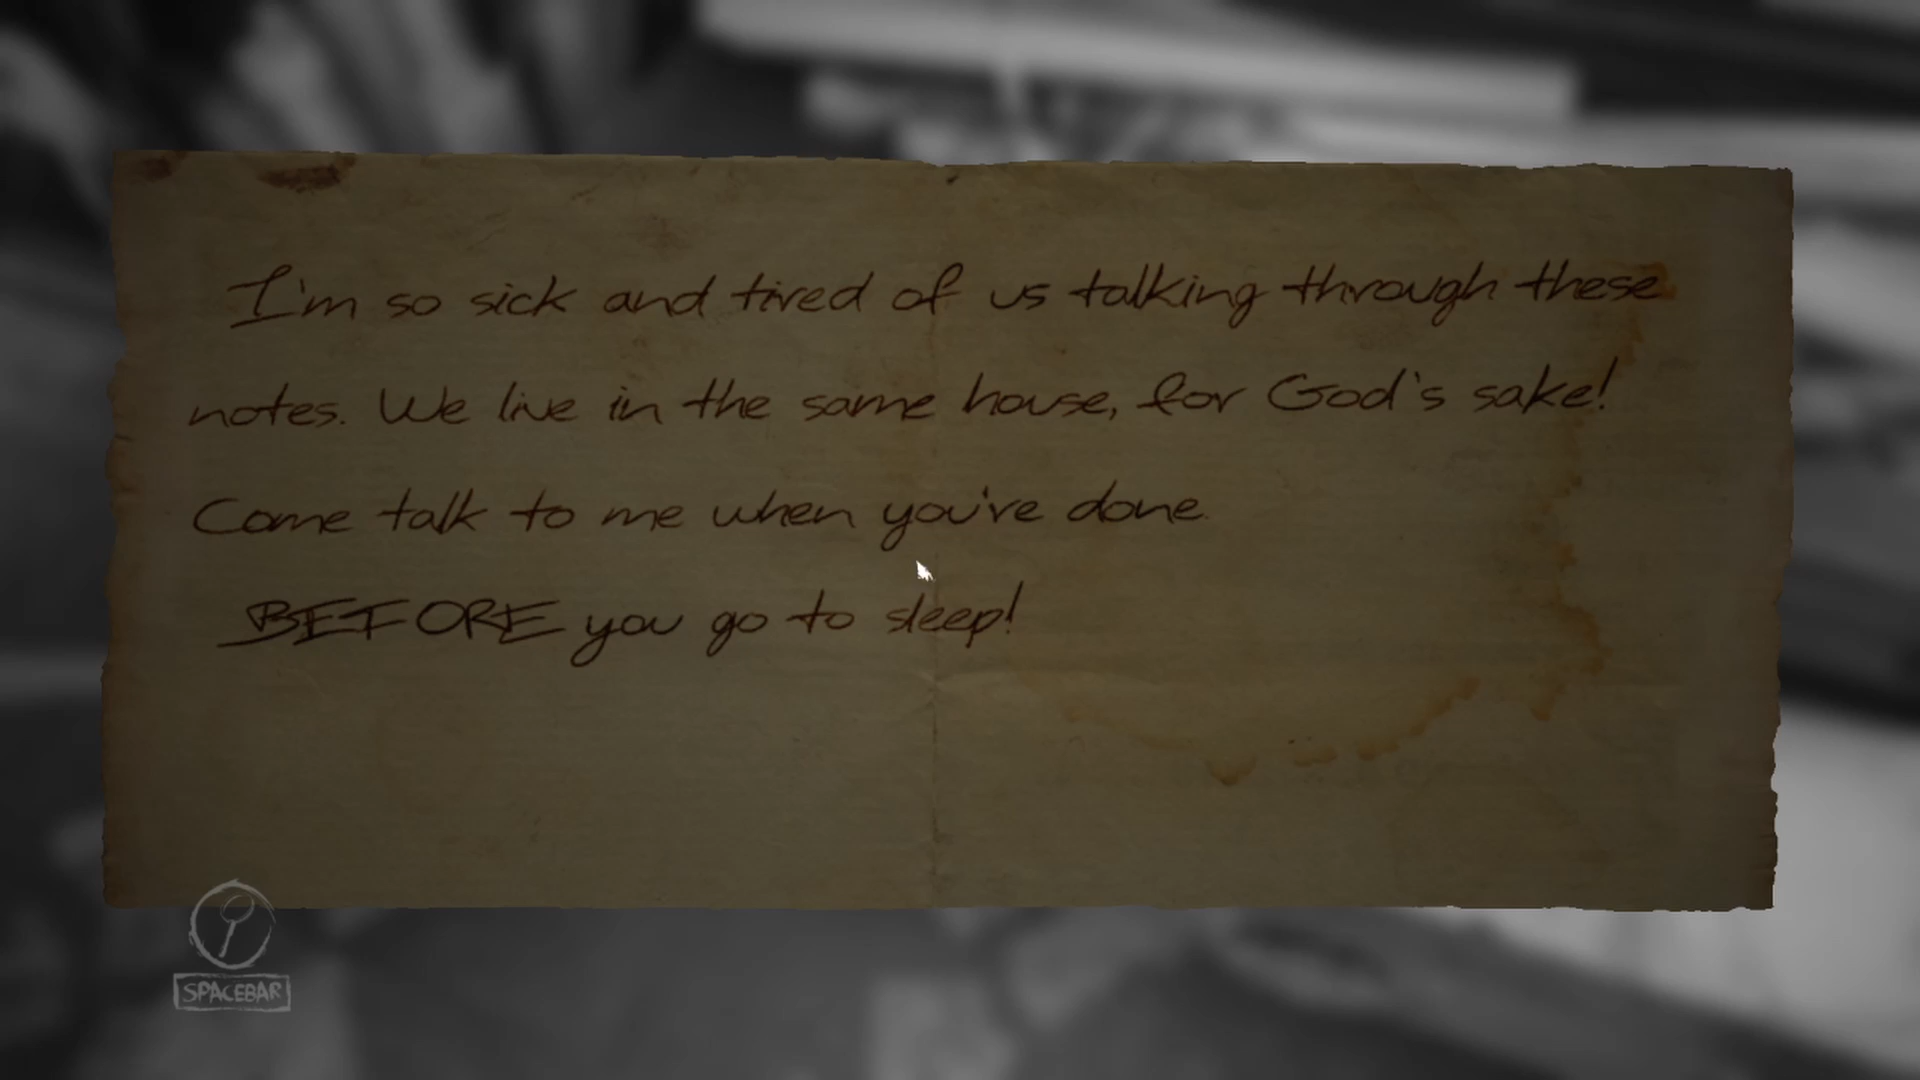 I'm so sick and tired of us talking through these
notes. We live in the same house, for God's sake!
Come talk to me when you're done.
BEFORE you go to sleep!
SPACEBAR